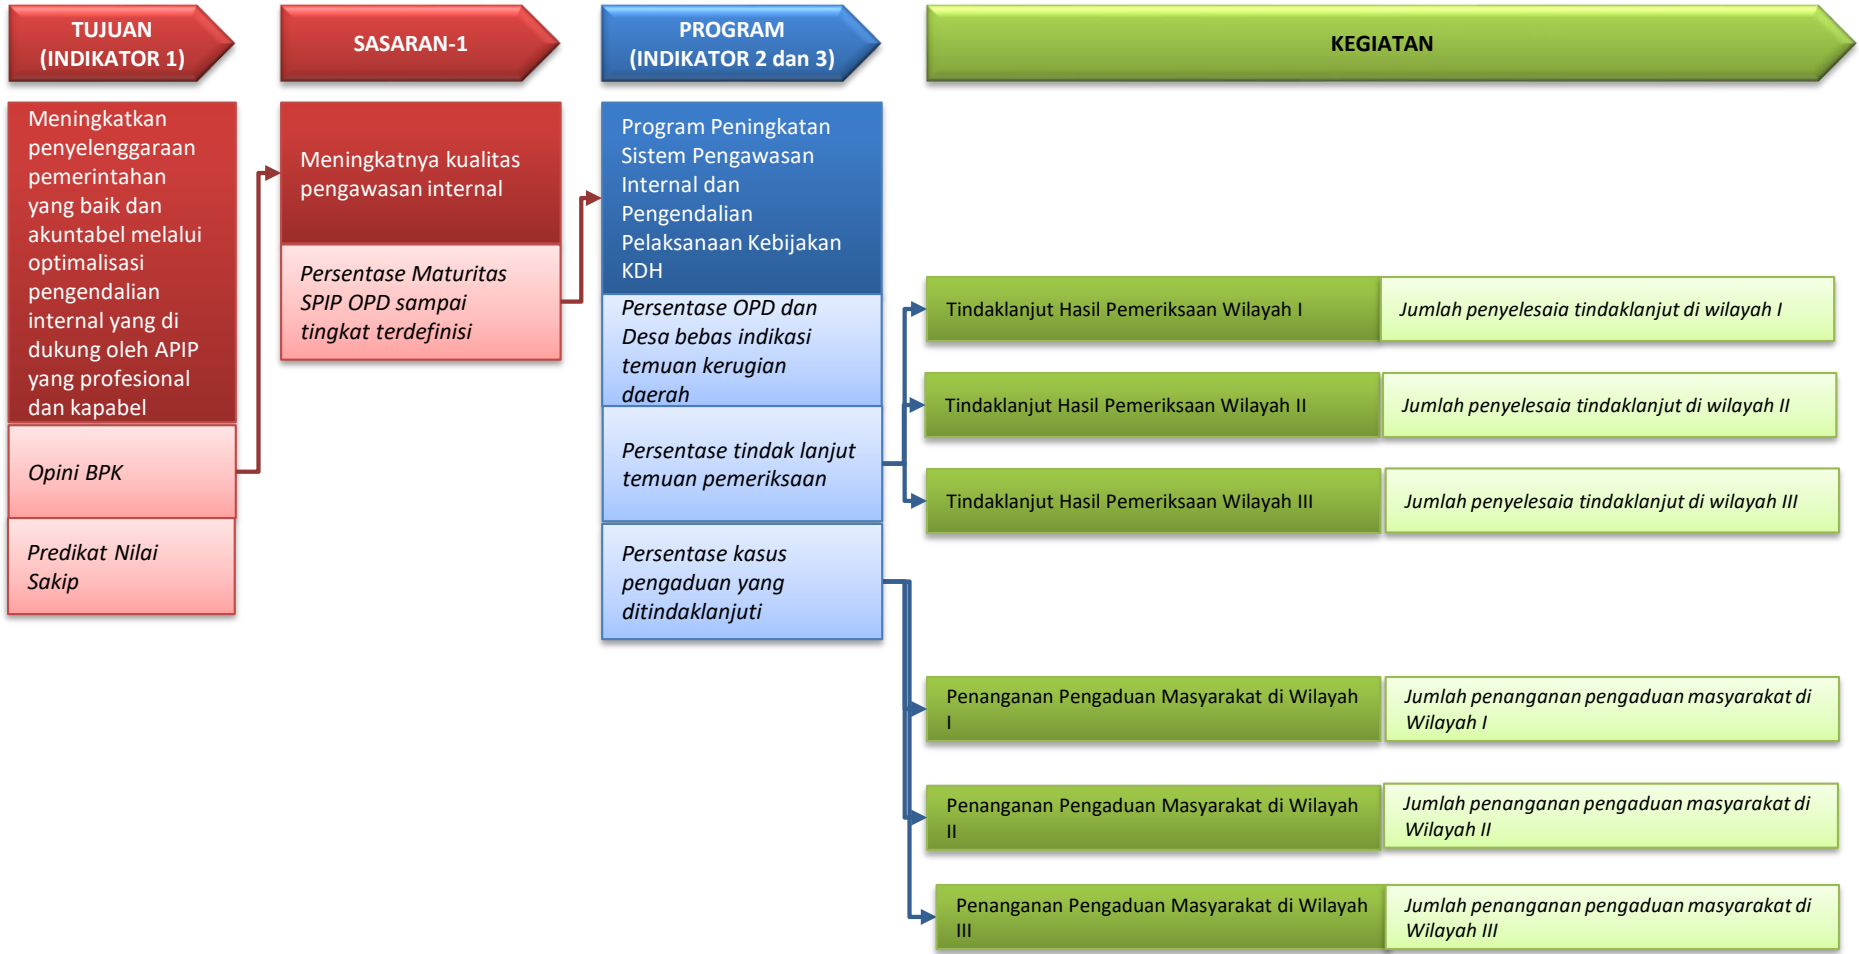 TUJUAN
(INDIKATOR 1)
SASARAN-1
PROGRAM
(INDIKATOR 2 dan 3)
KEGIATAN
Meningkatkan
penyelenggaraan
pemerintahan
yang baik dan
akuntabel melalui
optimalisasi
pengendalian
internal yang di
dukung oleh APIP
yang profesional
dan kapabel
Opini BPK
Predikat Nilai
Sakip
Meningkatnya kualitas
pengawasan internal
Persentase Maturitas
SPIP OPD sampai
tingkat terdefinisi
Program Peningkatan
Sistem Pengawasan
Internal dan
Pengendalian
Pelaksanaan Kebijakan
KDH
Persentase OPD dan
Desa bebas indikasi
temuan kerugian
daerah
Persentase tindak lanjut
temuan pemeriksaan
Persentase kasus
pengaduan yang
ditindaklanjuti
Tindaklanjut Hasil Pemeriksaan Wilayah I
Jumlah penyelesaia tindaklanjut di wilayah I
Tindaklanjut Hasil Pemeriksaan Wilayah II
Jumlah penyelesaia tindaklanjut di wilayah II
Tindaklanjut Hasil Pemeriksaan Wilayah III
Jumlah penyelesaia tindaklanjut di wilayah III
Penanganan Pengaduan Masyarakat di Wilayah
I
Jumlah penanganan pengaduan masyarakat di
Wilayah I
Penanganan Pengaduan Masyarakat di Wilayah
II
Jumlah penanganan pengaduan masyarakat di
Wilayah II
Penanganan Pengaduan Masyarakat di Wilayah
III
Jumlah penanganan pengaduan masyarakat di
Wilayah III